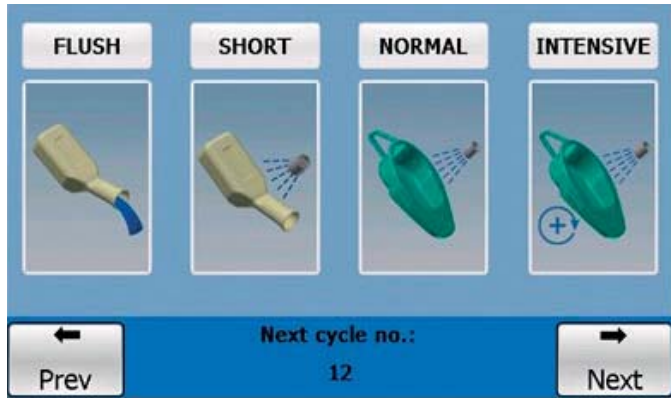 FLUSH SHORT NORMAL INTENSIVE
Next cycle no.:
12
Prev
Next